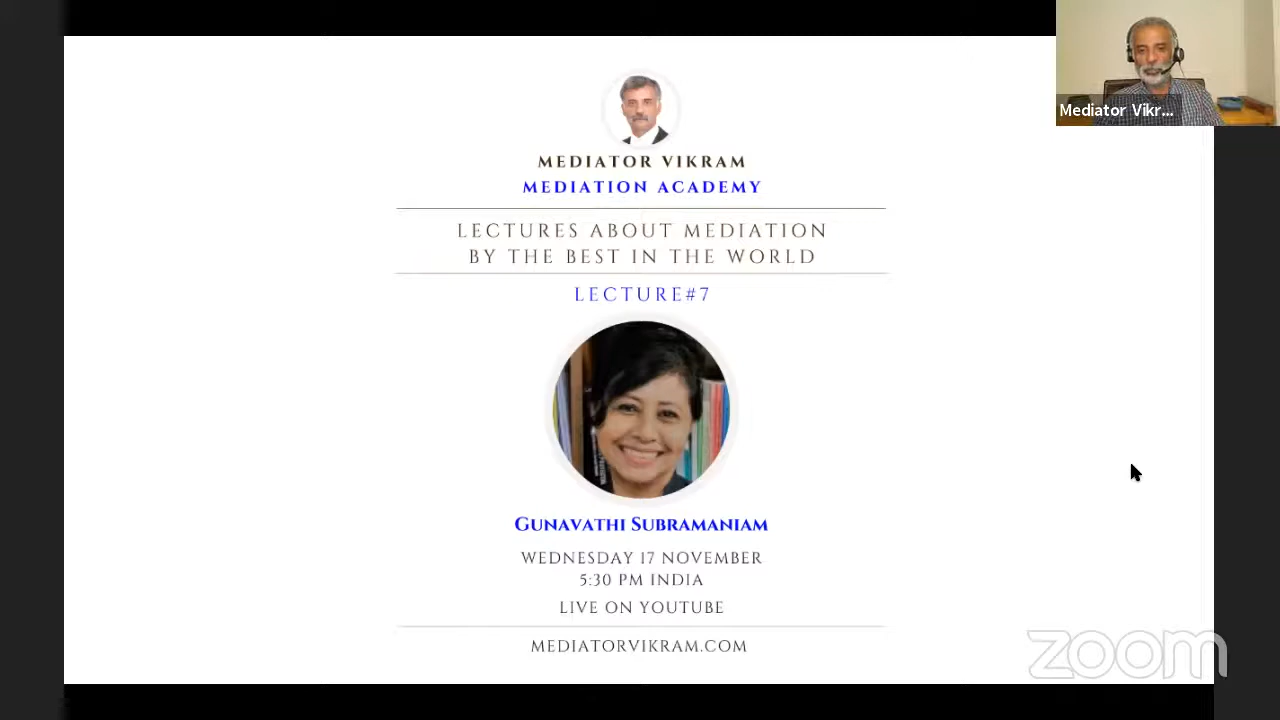 MEDIATOR VIKRAM
MEDIATION ACADEMY
LECTURES ABOUT MEDIATION
BY THE BEST IN THE WORLD
LECTURE#7
GUNAVATHI SUBRAMANIAM
WEDNESDAY 17 NOVEMBER
5:30 PM INDIA
LIVE ON YOUTUBE
MEDIATORVIKRAM.COM
Mediator Vikr...
zoom